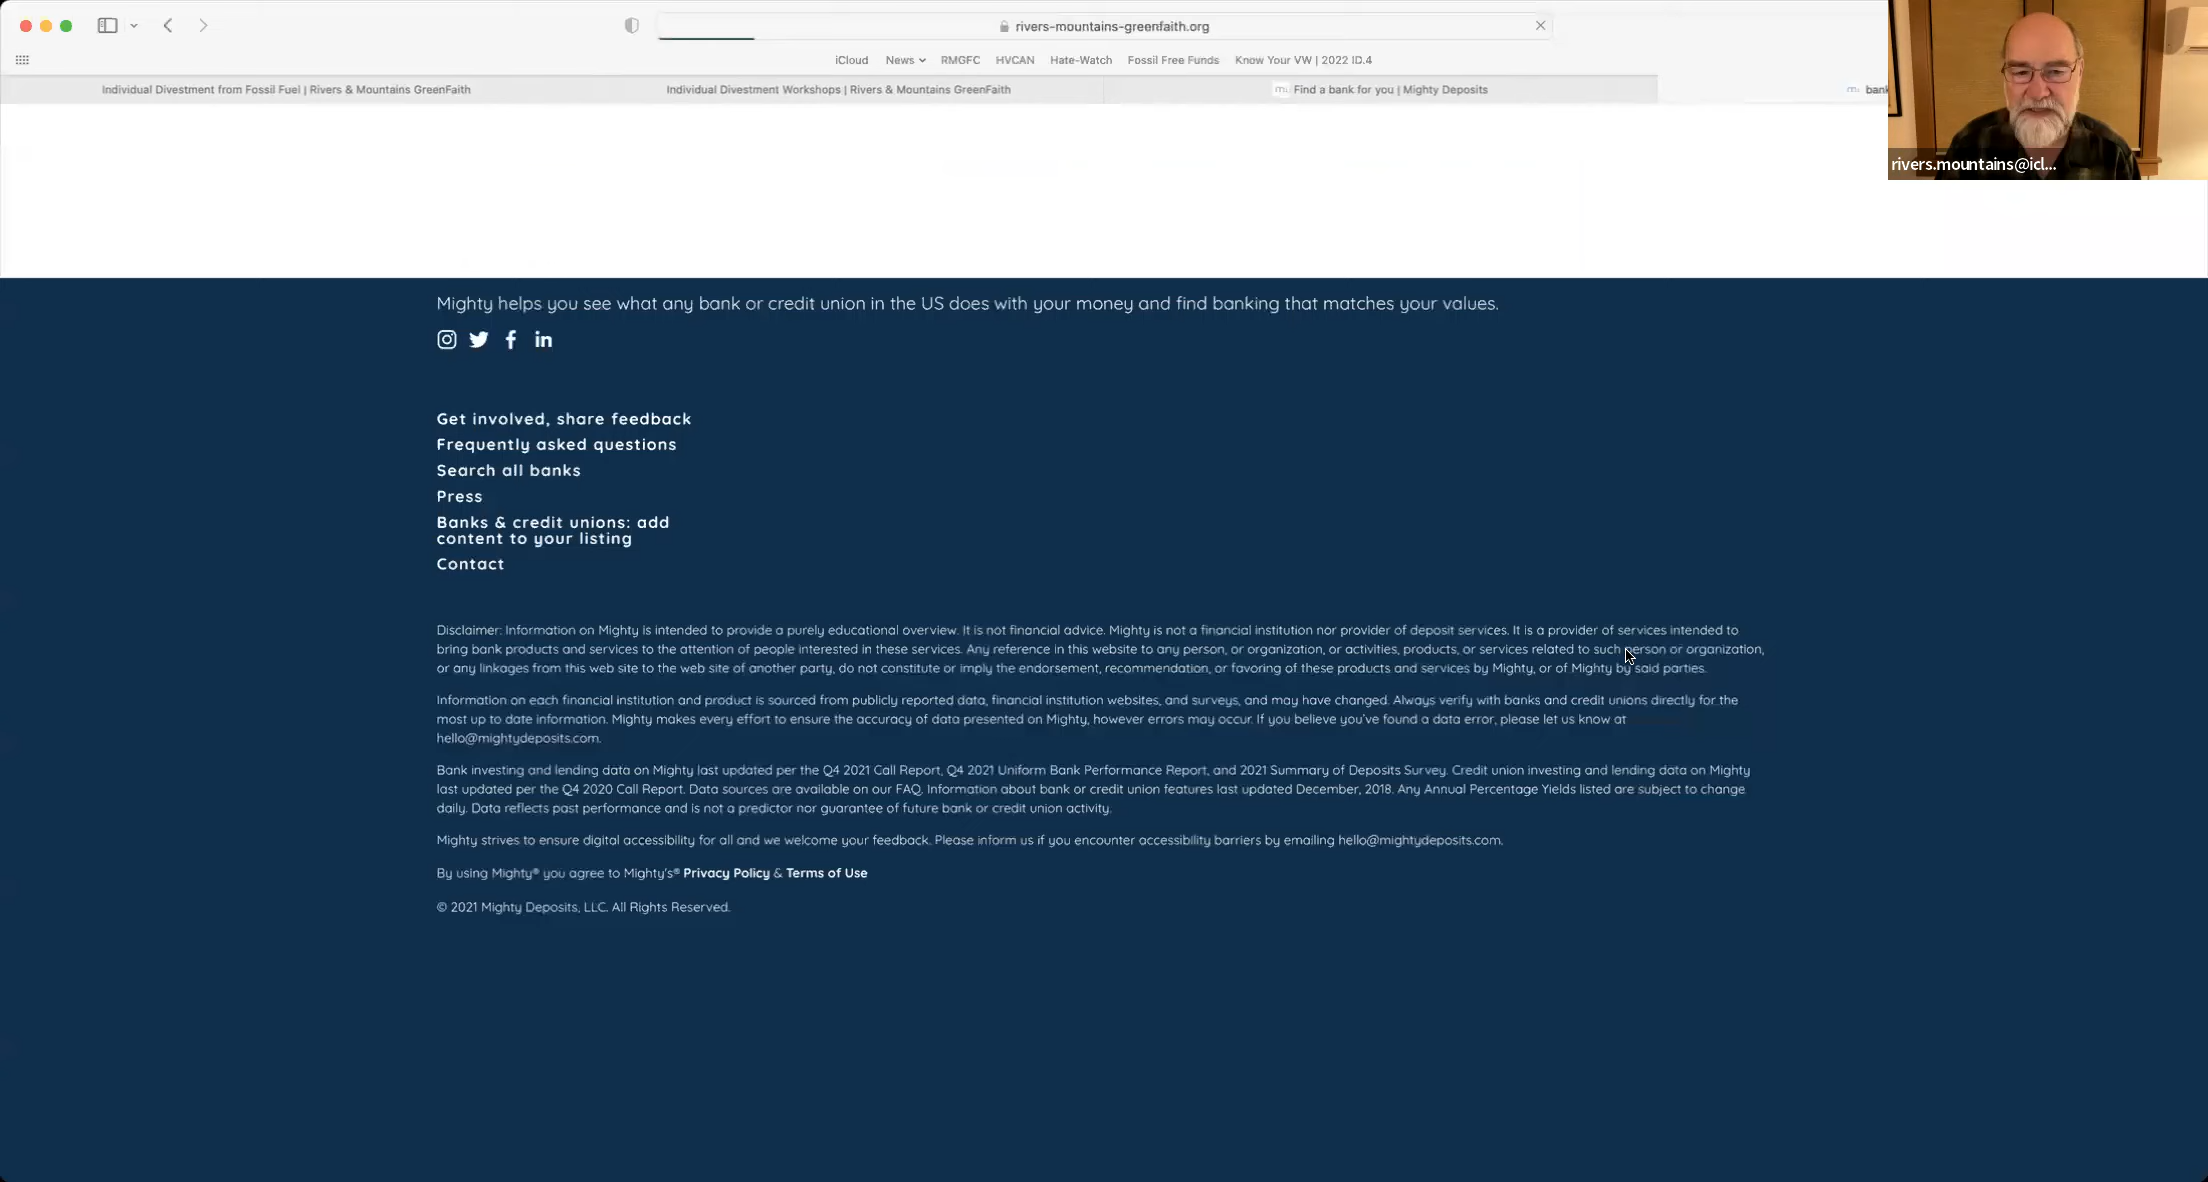 rivers-mountains-greenfaith.org
iCloud News RMGFC HVCAN Hate-Watch Fossil Free Funds Know Your VW | 2022 ID.4
Individual Divestment from Fossil Fuel | Rivers & Mountains GreenFaith Individual Divestment Workshops | Rivers & Mountains GreenFaith Find a bank for you | Mighty Deposits bank
rivers.mountains@icl...
Mighty helps you see what any bank or credit union in the US does with your money and find banking that matches your values.
Get involved, share feedback
Frequently asked questions
Search all banks
Press
Banks & credit unions: add
content to your listing
Contact
Disclaimer: Information on Mighty is intended to provide a purely educational overview. It is not financial advice. Mighty is not a financial institution nor provider of deposit services. It is a provider of services intended to
bring bank products and services to the attention of people interested in these services. Any reference in this website to any person, or organization, or activities, products, or services related to such person or organization,
or any linkages from this web site to the web site of another party, do not constitute or imply the endorsement, recommendation, or favoring of these products and services by Mighty, or of Mighty by said parties.
Information on each financial institution and product is sourced from publicly reported data, financial institution websites, and surveys, and may have changed. Always verify with banks and credit unions directly for the
most up to date information. Mighty makes every effort to ensure the accuracy of data presented on Mighty, however errors may occur. If you believe you've found a data error, please let us know at
hello@mightydeposits.com.
Bank investing and lending data on Mighty last updated per the Q4 2021 Call Report, Q4 2021 Uniform Bank Performance Report, and 2021 Summary of Deposits Survey. Credit union investing and lending data on Mighty
last updated per the Q4 2020 Call Report. Data sources are available on our FAQ. Information about bank or credit union features last updated December, 2018. Any Annual Percentage Yields listed are subject to change
daily. Data reflects past performance and is not a predictor nor guarantee of future bank or credit union activity.
Mighty strives to ensure digital accessibility for all and we welcome your feedback. Please inform us if you encounter accessibility barriers by emailing hello@mightydeposits.com.
By using Mighty® you agree to Mighty's® Privacy Policy & Terms of Use
© 2021 Mighty Deposits, LLC. All Rights Reserved.